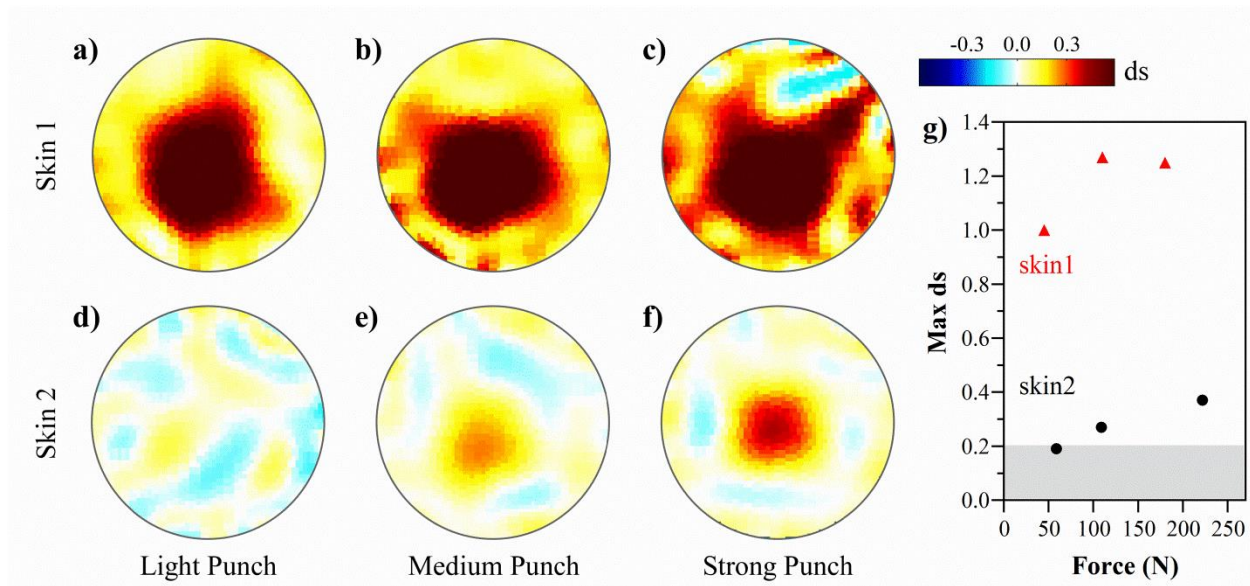 a)
b)
c)
-0.3 0.0 0.3
ds
Skin 1
d)
e)
f)
Skin 2
Light Punch
Medium Punch
Strong Punch
g)
1.4
1.2
1.0
0.8
0.6
0.4
0.2
0.0
Max ds
skin1
skin2
0 50 100 150 200 250
Force (N)